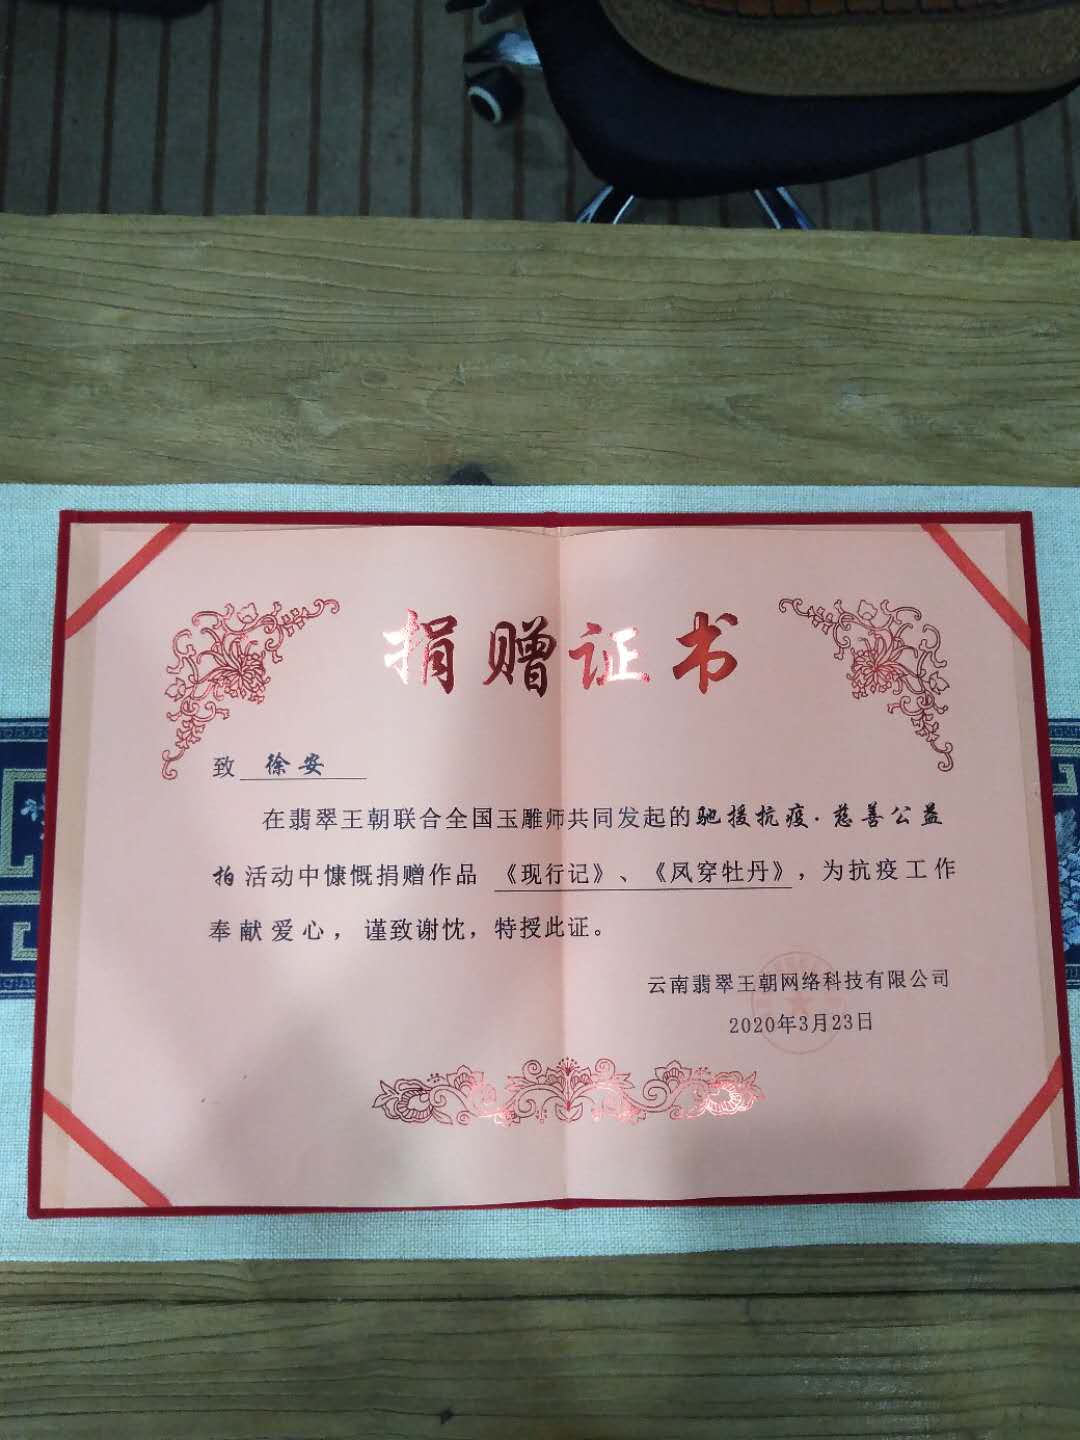 捐赠证书
致 徐安
在翡翠王朝联合全国玉雕师共同发起的驰援抗疫·慈善公益
拍活动中慷慨捐赠作品 《现行记》、《凤穿牡丹》，为抗疫工作
奉献爱心，谨致谢忱，特授此证。
云南翡翠王朝网络科技有限公司
2020年3月23日